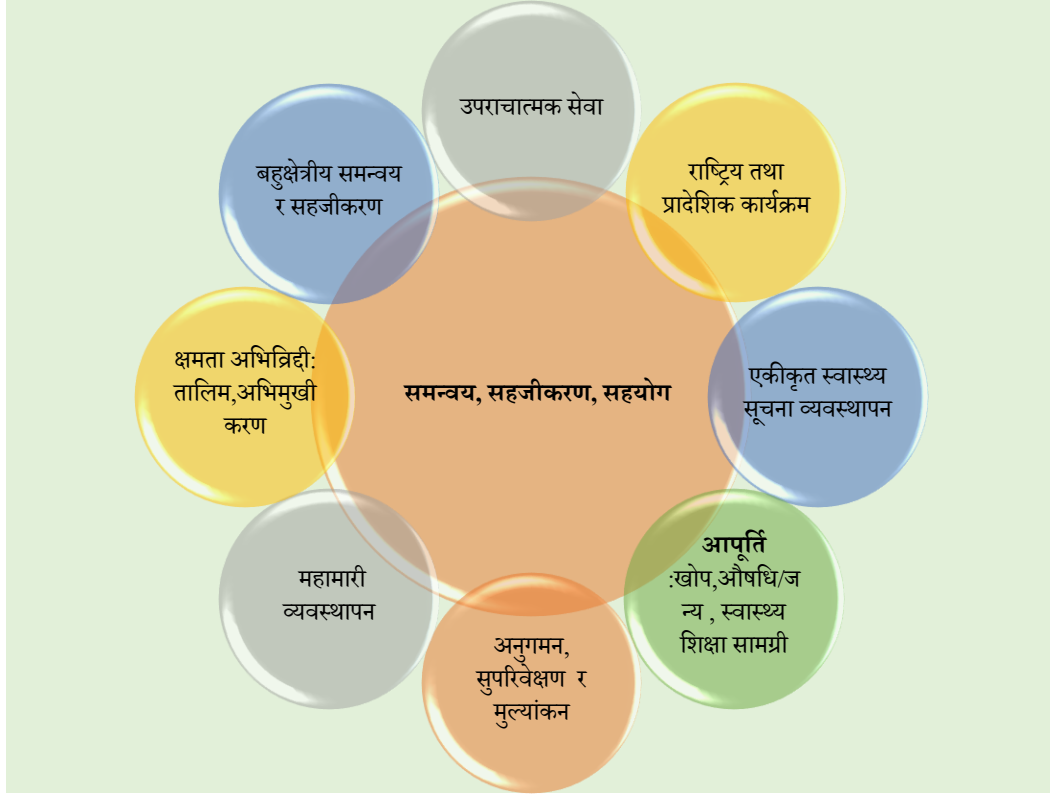 उपराचात्मक सेवा
राष्ट्रिय तथा
प्रादेशिक कार्यक्रम
एकीकृत स्वास्थ्य
सूचना व्यवस्थापन
आपूर्ति
:खोप,औषधि/ज
न्य , स्वास्थ्य
शिक्षा सामग्री
अनुगमन,
सुपरिवेक्षण र
मुल्यांकन
महामारी
व्यवस्थापन
क्षमता अभिव्रिद्दी:
तालिम,अभिमुखी
करण
बहुक्षेत्रीय समन्वय
र सहजीकरण
समन्वय, सहजीकरण, सहयोग